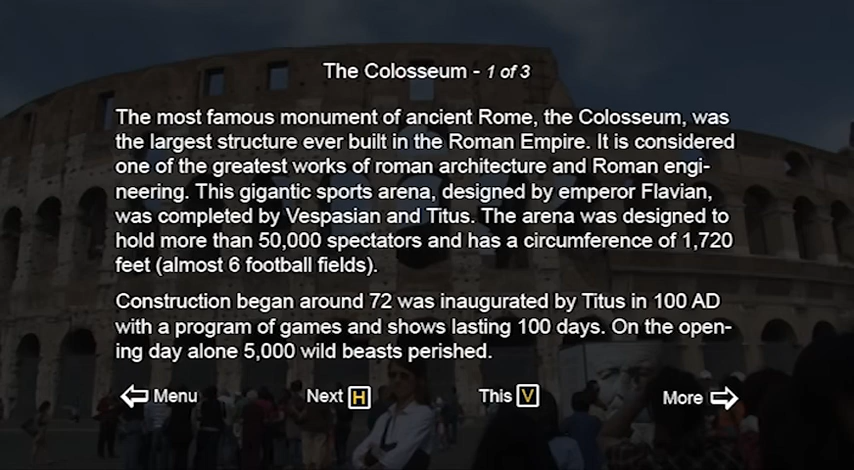 The Colosseum - 1 of 3
The most famous monument of ancient Rome, the Colosseum, was
the largest structure ever built in the Roman Empire. It is considered
one of the greatest works of roman architecture and Roman engi-
neering. This gigantic sports arena, designed by emperor Flavian,
was completed by Vespasian and Titus. The arena was designed to
hold more than 50,000 spectators and has a circumference of 1,720
feet (almost 6 football fields).
Construction began around 72 was inaugurated by Titus in 100 AD
with a program of games and shows lasting 100 days. On the open-
ing day alone 5,000 wild beasts perished.
Menu Next H This V More